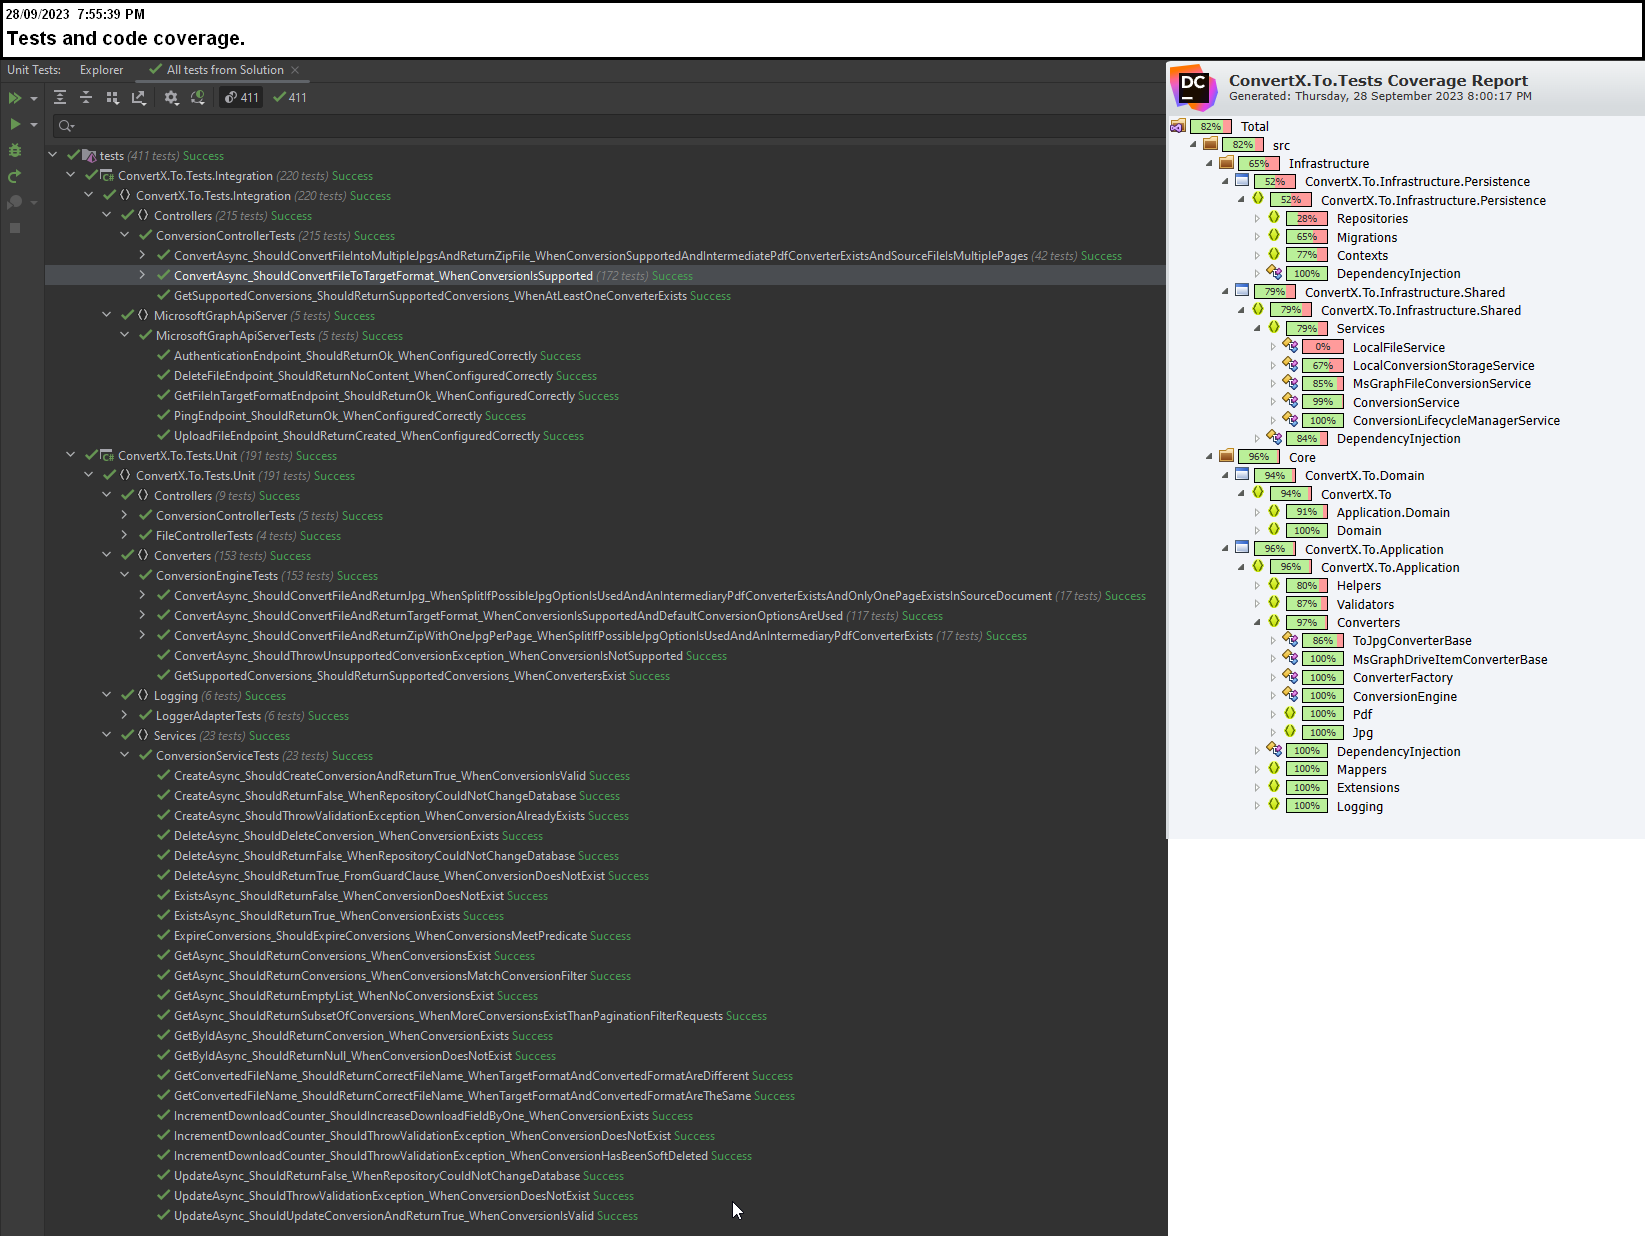 28/09/2023  7:55:39 PM
Tests and code coverage.
Unit Tests: Explorer All tests from Solution
411 411
tests (411 tests) Success
ConvertX.To.Tests.Integration (220 tests) Success
ConvertX.To.Tests.Integration (220 tests) Success
Controllers (215 tests) Success
ConversionControllerTests (215 tests) Success
ConvertAsync_ShouldConvertFileIntoMultipleJpgsAndReturnZipFile_WhenConversionSupportedAndIntermediatePdfConverterExistsAndSourceFileIsMultiplePages (42 tests) Success
ConvertAsync_ShouldConvertFileToTargetFormat_WhenConversionIsSupported (172 tests) Success
GetSupportedConversions_ShouldReturnSupportedConversions_WhenAtLeastOneConverterExists Success
MicrosoftGraphApiServer (5 tests) Success
MicrosoftGraphApiServerTests (5 tests) Success
AuthenticationEndpoint_ShouldReturnOk_WhenConfiguredCorrectly Success
DeleteFileEndpoint_ShouldReturnNoContent_WhenConfiguredCorrectly Success
GetFileInTargetFormatEndpoint_ShouldReturnOk_WhenConfiguredCorrectly Success
PingEndpoint_ShouldReturnOk_WhenConfiguredCorrectly Success
UploadFileEndpoint_ShouldReturnCreated_WhenConfiguredCorrectly Success
ConvertX.To.Tests.Unit (191 tests) Success
ConvertX.To.Tests.Unit (191 tests) Success
Controllers (9 tests) Success
ConversionControllerTests (5 tests) Success
FileControllerTests (4 tests) Success
Converters (153 tests) Success
ConversionEngineTests (153 tests) Success
ConvertAsync_ShouldConvertFileAndReturnJpg_WhenSplitIfPossibleJpgOptionIsUsedAndAnIntermediaryPdfConverterExistsAndOnlyOnePageExistsInSourceDocument (17 tests) Success
ConvertAsync_ShouldConvertFileAndReturnTargetFormat_WhenConversionIsSupportedAndDefaultConversionOptionsAreUsed (117 tests) Success
ConvertAsync_ShouldConvertFileAndReturnZipWithOneJpgPerPage_WhenSplitIfPossibleJpgOptionIsUsedAndAnIntermediaryPdfConverterExists (17 tests) Success
ConvertAsync_ShouldThrowUnsupportedConversionException_WhenConversionIsNotSupported Success
GetSupportedConversions_ShouldReturnSupportedConversions_WhenConvertersExist Success
Logging (6 tests) Success
LoggerAdapterTests (6 tests) Success
Services (23 tests) Success
ConversionServiceTests (23 tests) Success
CreateAsync_ShouldCreateConversionAndReturnTrue_WhenConversionIsValid Success
CreateAsync_ShouldReturnFalse_WhenRepositoryCouldNotChangeDatabase Success
CreateAsync_ShouldThrowValidationException_WhenConversionAlreadyExists Success
DeleteAsync_ShouldDeleteConversion_WhenConversionExists Success
DeleteAsync_ShouldReturnFalse_WhenRepositoryCouldNotChangeDatabase Success
DeleteAsync_ShouldReturnTrue_FromGuardClause_WhenConversionDoesNotExist Success
ExistsAsync_ShouldReturnFalse_WhenConversionDoesNotExist Success
ExistsAsync_ShouldReturnTrue_WhenConversionExists Success
ExpireConversions_ShouldExpireConversions_WhenConversionsMeetPredicate Success
GetAsync_ShouldReturnConversions_WhenConversionsExist Success
GetAsync_ShouldReturnConversions_WhenConversionsMatchConversionFilter Success
GetAsync_ShouldReturnEmptyList_WhenNoConversionsExist Success
GetAsync_ShouldReturnSubsetOfConversions_WhenMoreConversionsExistThanPaginationFilterRequests Success
GetByIdAsync_ShouldReturnConversion_WhenConversionExists Success
GetByIdAsync_ShouldReturnNull_WhenConversionDoesNotExist Success
GetConvertedFileName_ShouldReturnCorrectFileName_WhenTargetFormatAndConvertedFormatAreDifferent Success
GetConvertedFileName_ShouldReturnCorrectFileName_WhenTargetFormatAndConvertedFormatAreTheSame Success
IncrementDownloadCounter_ShouldIncreaseDownloadFieldByOne_WhenConversionExists Success
IncrementDownloadCounter_ShouldThrowValidationException_WhenConversionDoesNotExist Success
IncrementDownloadCounter_ShouldThrowValidationException_WhenConversionHasBeenSoftDeleted Success
UpdateAsync_ShouldReturnFalse_WhenRepositoryCouldNotChangeDatabase Success
UpdateAsync_ShouldThrowValidationException_WhenConversionDoesNotExist Success
UpdateAsync_ShouldUpdateConversionAndReturnTrue_WhenConversionIsValid Success
DC
ConvertX.To.Tests Coverage Report
Generated: Thursday, 28 September 2023 8:00:17 PM
82% Total
82% src
65% Infrastructure
52% ConvertX.To.Infrastructure.Persistence
52% ConvertX.To.Infrastructure.Persistence
28% Repositories
65% Migrations
77% Contexts
100% DependencyInjection
79% ConvertX.To.Infrastructure.Shared
79% ConvertX.To.Infrastructure.Shared
79% Services
0% LocalFileService
67% LocalConversionStorageService
85% MsGraphFileConversionService
99% ConversionService
100% ConversionLifecycleManagerService
84% DependencyInjection
96% Core
94% ConvertX.To.Domain
94% ConvertX.To
91% Application.Domain
100% Domain
96% ConvertX.To.Application
96% ConvertX.To.Application
80% Helpers
87% Validators
97% Converters
86% ToJpgConverterBase
100% MsGraphDriveItemConverterBase
100% ConverterFactory
100% ConversionEngine
100% Pdf
100% Jpg
100% DependencyInjection
100% Mappers
100% Extensions
100% Logging